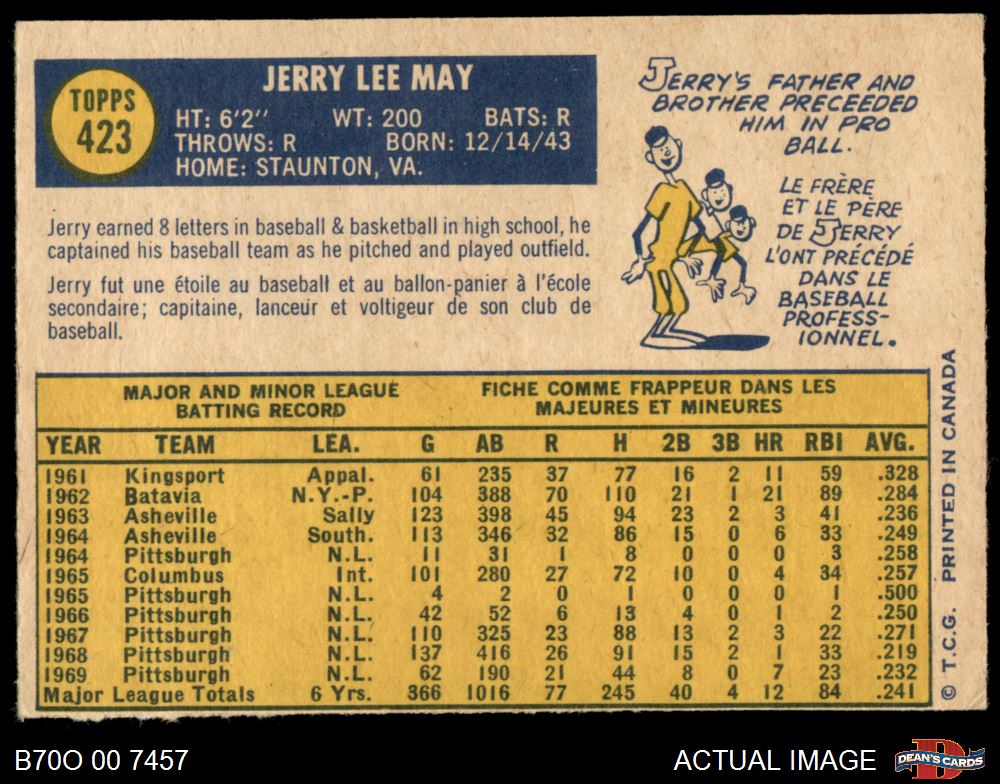 TOPPS
423
JERRY LEE MAY
HT: 6'2" WT: 200 BATS: R
THROWS: R BORN: 12/14/43
HOME: STAUNTON, VA.
Jerry earned 8 letters in baseball & basketball in high school, he
captained his baseball team as he pitched and played outfield.
Jerry fut une étoile au baseball et au ballon-panier à l'école
secondaire; capitaine, lanceur et voltigeur de son club de
baseball.
JERRY'S FATHER AND
BROTHER PRECEEDED
HIM IN PRO
BALL.
LE FRÈRE
ET LE PÈRE
DE JERRY
L'ONT PRÉCÉDÉ
DANS LE
BASEBALL
PROFESS-
IONNEL.
MAJOR AND MINOR LEAGUE
BATTING RECORD
FICHE COMME FRAPPEUR DANS LES
MAJEURES ET MINEURES
YEAR TEAM LEA. G AB R H 2B 3B HR RBI AVG.
1961 Kingsport Appal. 61 235 37 77 16 2 11 59 .328
1962 Batavia N.Y.-P. 104 388 70 110 21 1 21 89 .284
1963 Asheville Sally 123 398 45 94 23 2 3 41 .236
1964 Asheville South. 113 346 32 86 15 0 6 33 .249
1964 Pittsburgh N.L. 11 31 1 8 0 0 0 3 .258
1965 Columbus Int. 101 280 27 72 10 0 4 34 .257
1965 Pittsburgh N.L. 4 2 0 1 0 0 0 1 .500
1966 Pittsburgh N.L. 42 52 6 13 4 0 1 2 .250
1967 Pittsburgh N.L. 110 325 23 88 13 2 3 22 .271
1968 Pittsburgh N.L. 137 416 26 91 15 2 1 33 .219
1969 Pittsburgh N.L. 62 190 21 44 8 0 7 23 .232
Major League Totals 6 Yrs. 366 1016 77 245 40 4 12 84 .241
© T.C.G. PRINTED IN CANADA
B70O 00 7457
ACTUAL IMAGE
D
DEAN'S CARDS